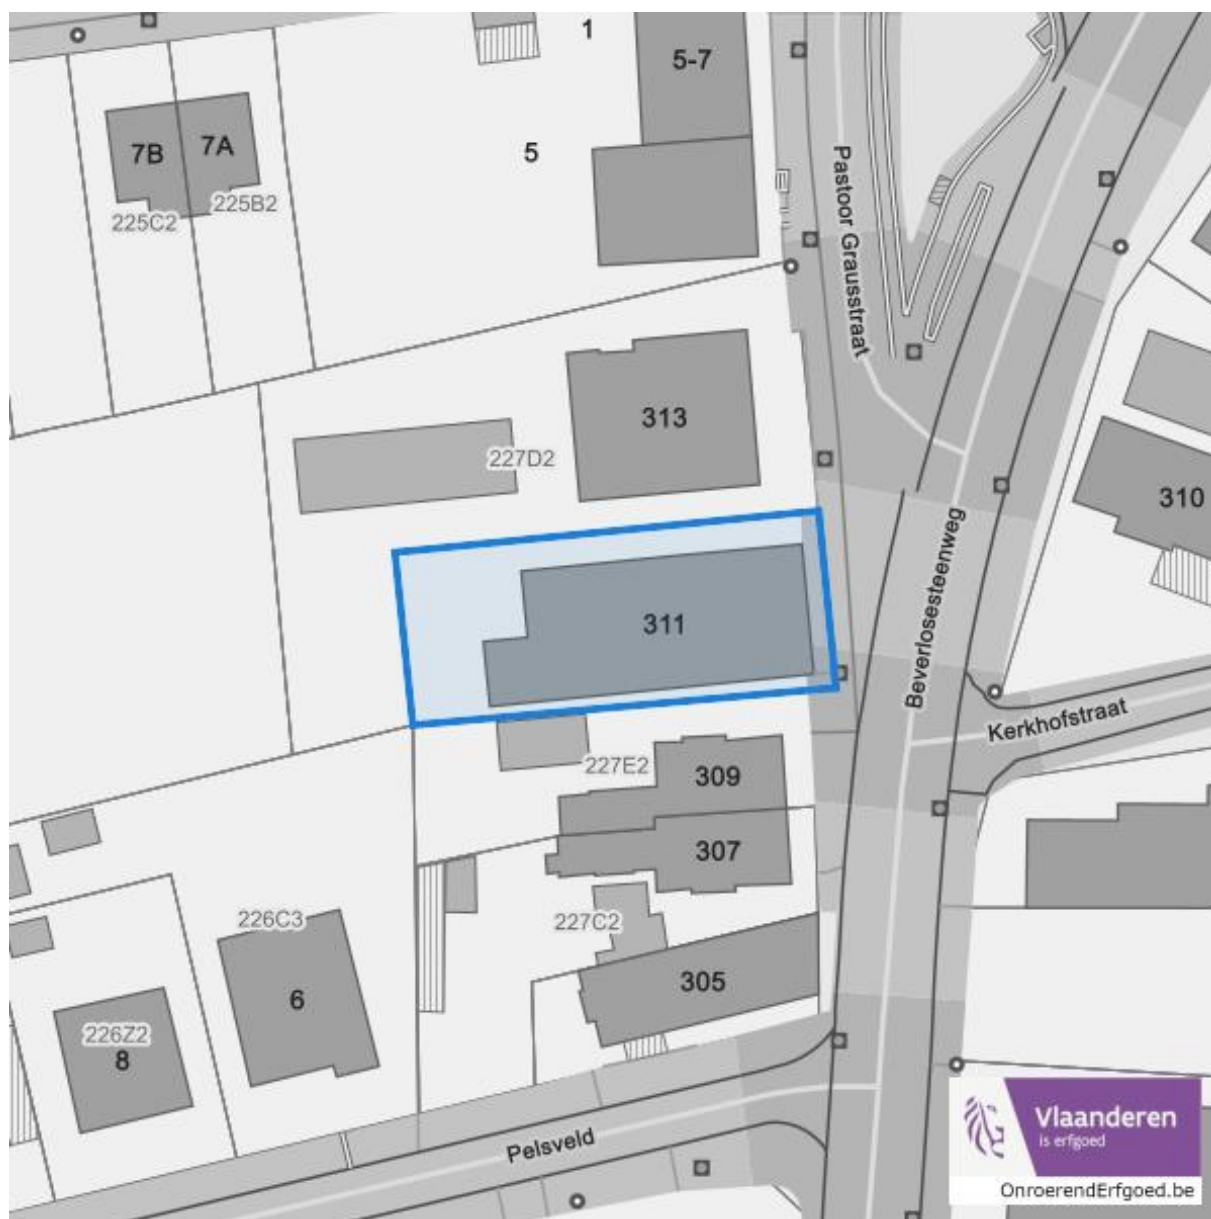 1
5-7
7B
7A
5
225C2
225B2
Pastoor Grausstraat
313
227D2
310
311
Beverlosesteenweg
Kerkhofstraat
227E2
309
307
226C3
227C2
305
6
226Z2
8
Pelsveld
Vlaanderen
is erfgoed
OnroerendErfgoed.be